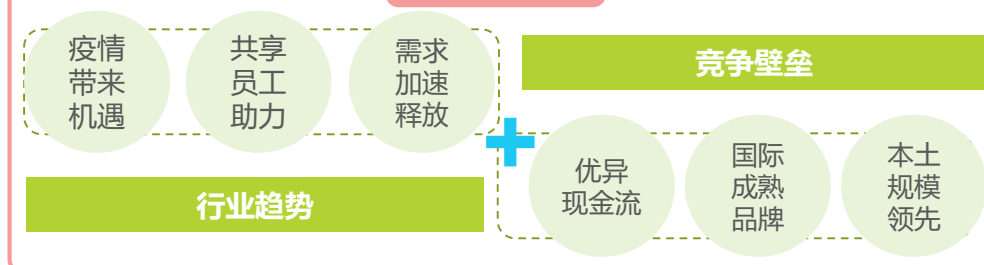 疫情
带来
机遇
共享
员工
助力
需求
加速
释放
行业趋势
竞争壁垒
优异
现金流
国际
成熟
品牌
本土
规模
领先